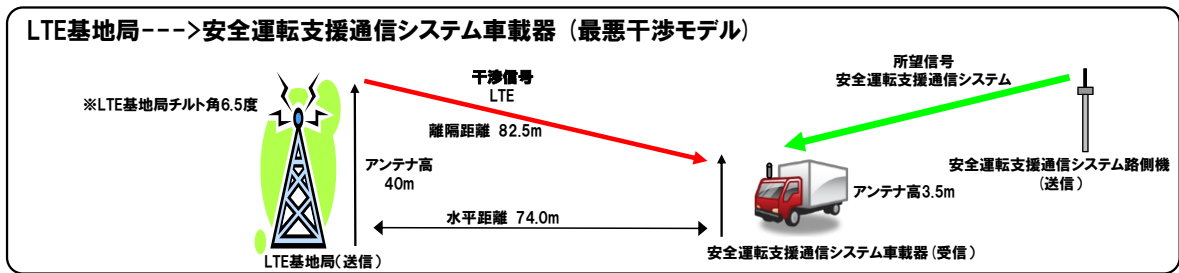 LTE基地局--->安全運転支援通信システム車載器 (最悪干渉モデル)
※LTE基地局チルト角6.5度
干渉信号
LTE
離隔距離 82.5m
アンテナ高
40m
水平距離 74.0m
LTE基地局(送信)
所望信号
安全運転支援通信システム
アンテナ高3.5m
安全運転支援通信システム車載器(受信)
安全運転支援通信システム路側機
(送信)